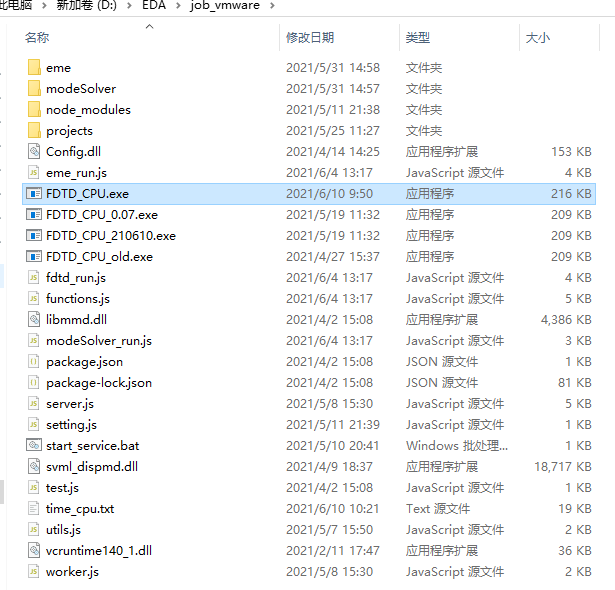 此电脑 > 新加卷 (D:) > EDA > job_vmware >
名称 修改日期 类型 大小
eme 2021/5/31 14:58 文件夹
modeSolver 2021/5/31 14:57 文件夹
node_modules 2021/5/11 21:38 文件夹
projects 2021/5/25 11:27 文件夹
Config.dll 2021/4/14 14:25 应用程序扩展 153 KB
eme_run.js 2021/6/4 13:17 JavaScript 源文件 4 KB
FDTD_CPU.exe 2021/6/10 9:50 应用程序 216 KB
FDTD_CPU_0.07.exe 2021/5/19 11:32 应用程序 209 KB
FDTD_CPU_210610.exe 2021/5/19 11:32 应用程序 209 KB
FDTD_CPU_old.exe 2021/4/27 15:37 应用程序 209 KB
fdtd_run.js 2021/6/4 13:17 JavaScript 源文件 4 KB
functions.js 2021/6/4 13:17 JavaScript 源文件 5 KB
libmmd.dll 2021/4/2 15:08 应用程序扩展 4,386 KB
modeSolver_run.js 2021/6/4 13:17 JavaScript 源文件 3 KB
package.json 2021/4/2 15:08 JSON 源文件 1 KB
package-lock.json 2021/4/2 15:08 JSON 源文件 81 KB
server.js 2021/5/8 15:30 JavaScript 源文件 5 KB
setting.js 2021/5/11 21:39 JavaScript 源文件 1 KB
start_service.bat 2021/5/10 20:41 Windows 批处理... 1 KB
svml_dispmd.dll 2021/4/9 18:37 应用程序扩展 18,717 KB
test.js 2021/4/2 15:08 JavaScript 源文件 1 KB
time_cpu.txt 2021/6/10 10:21 Text 源文件 19 KB
utils.js 2021/5/7 15:50 JavaScript 源文件 2 KB
vcruntime140_1.dll 2021/2/11 17:47 应用程序扩展 36 KB
worker.js 2021/5/8 15:30 JavaScript 源文件 2 KB